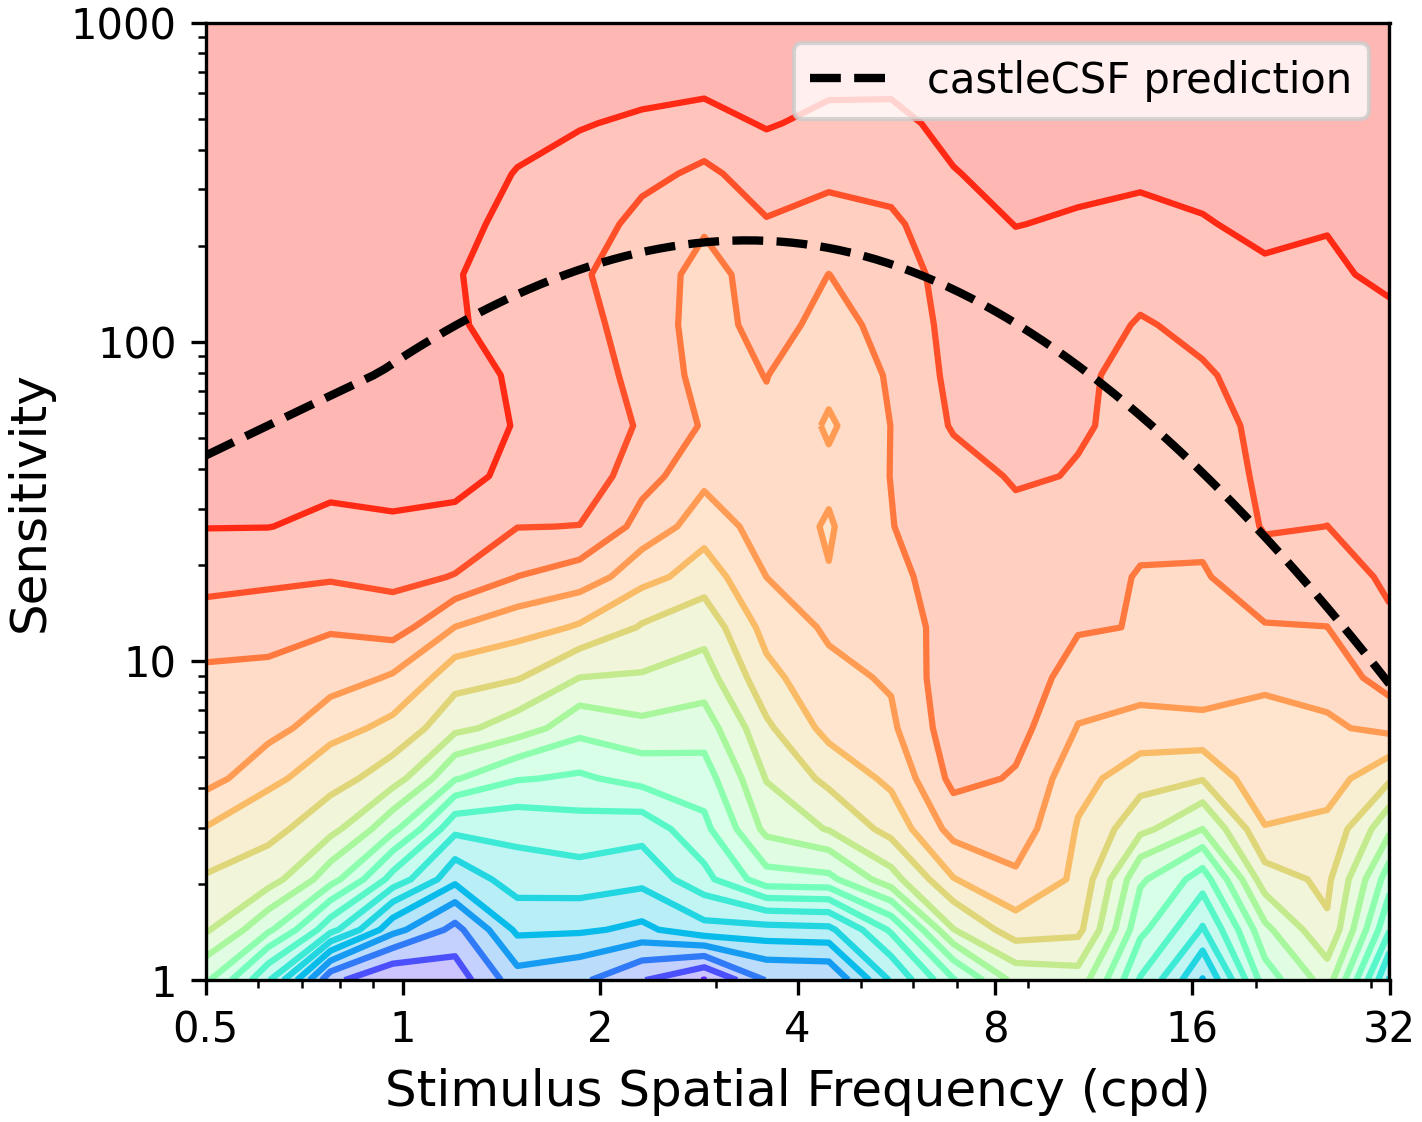 castleCSF prediction
Sensitivity
1000
100
10
1
0.5 1 2 4 8 16 32
Stimulus Spatial Frequency (cpd)